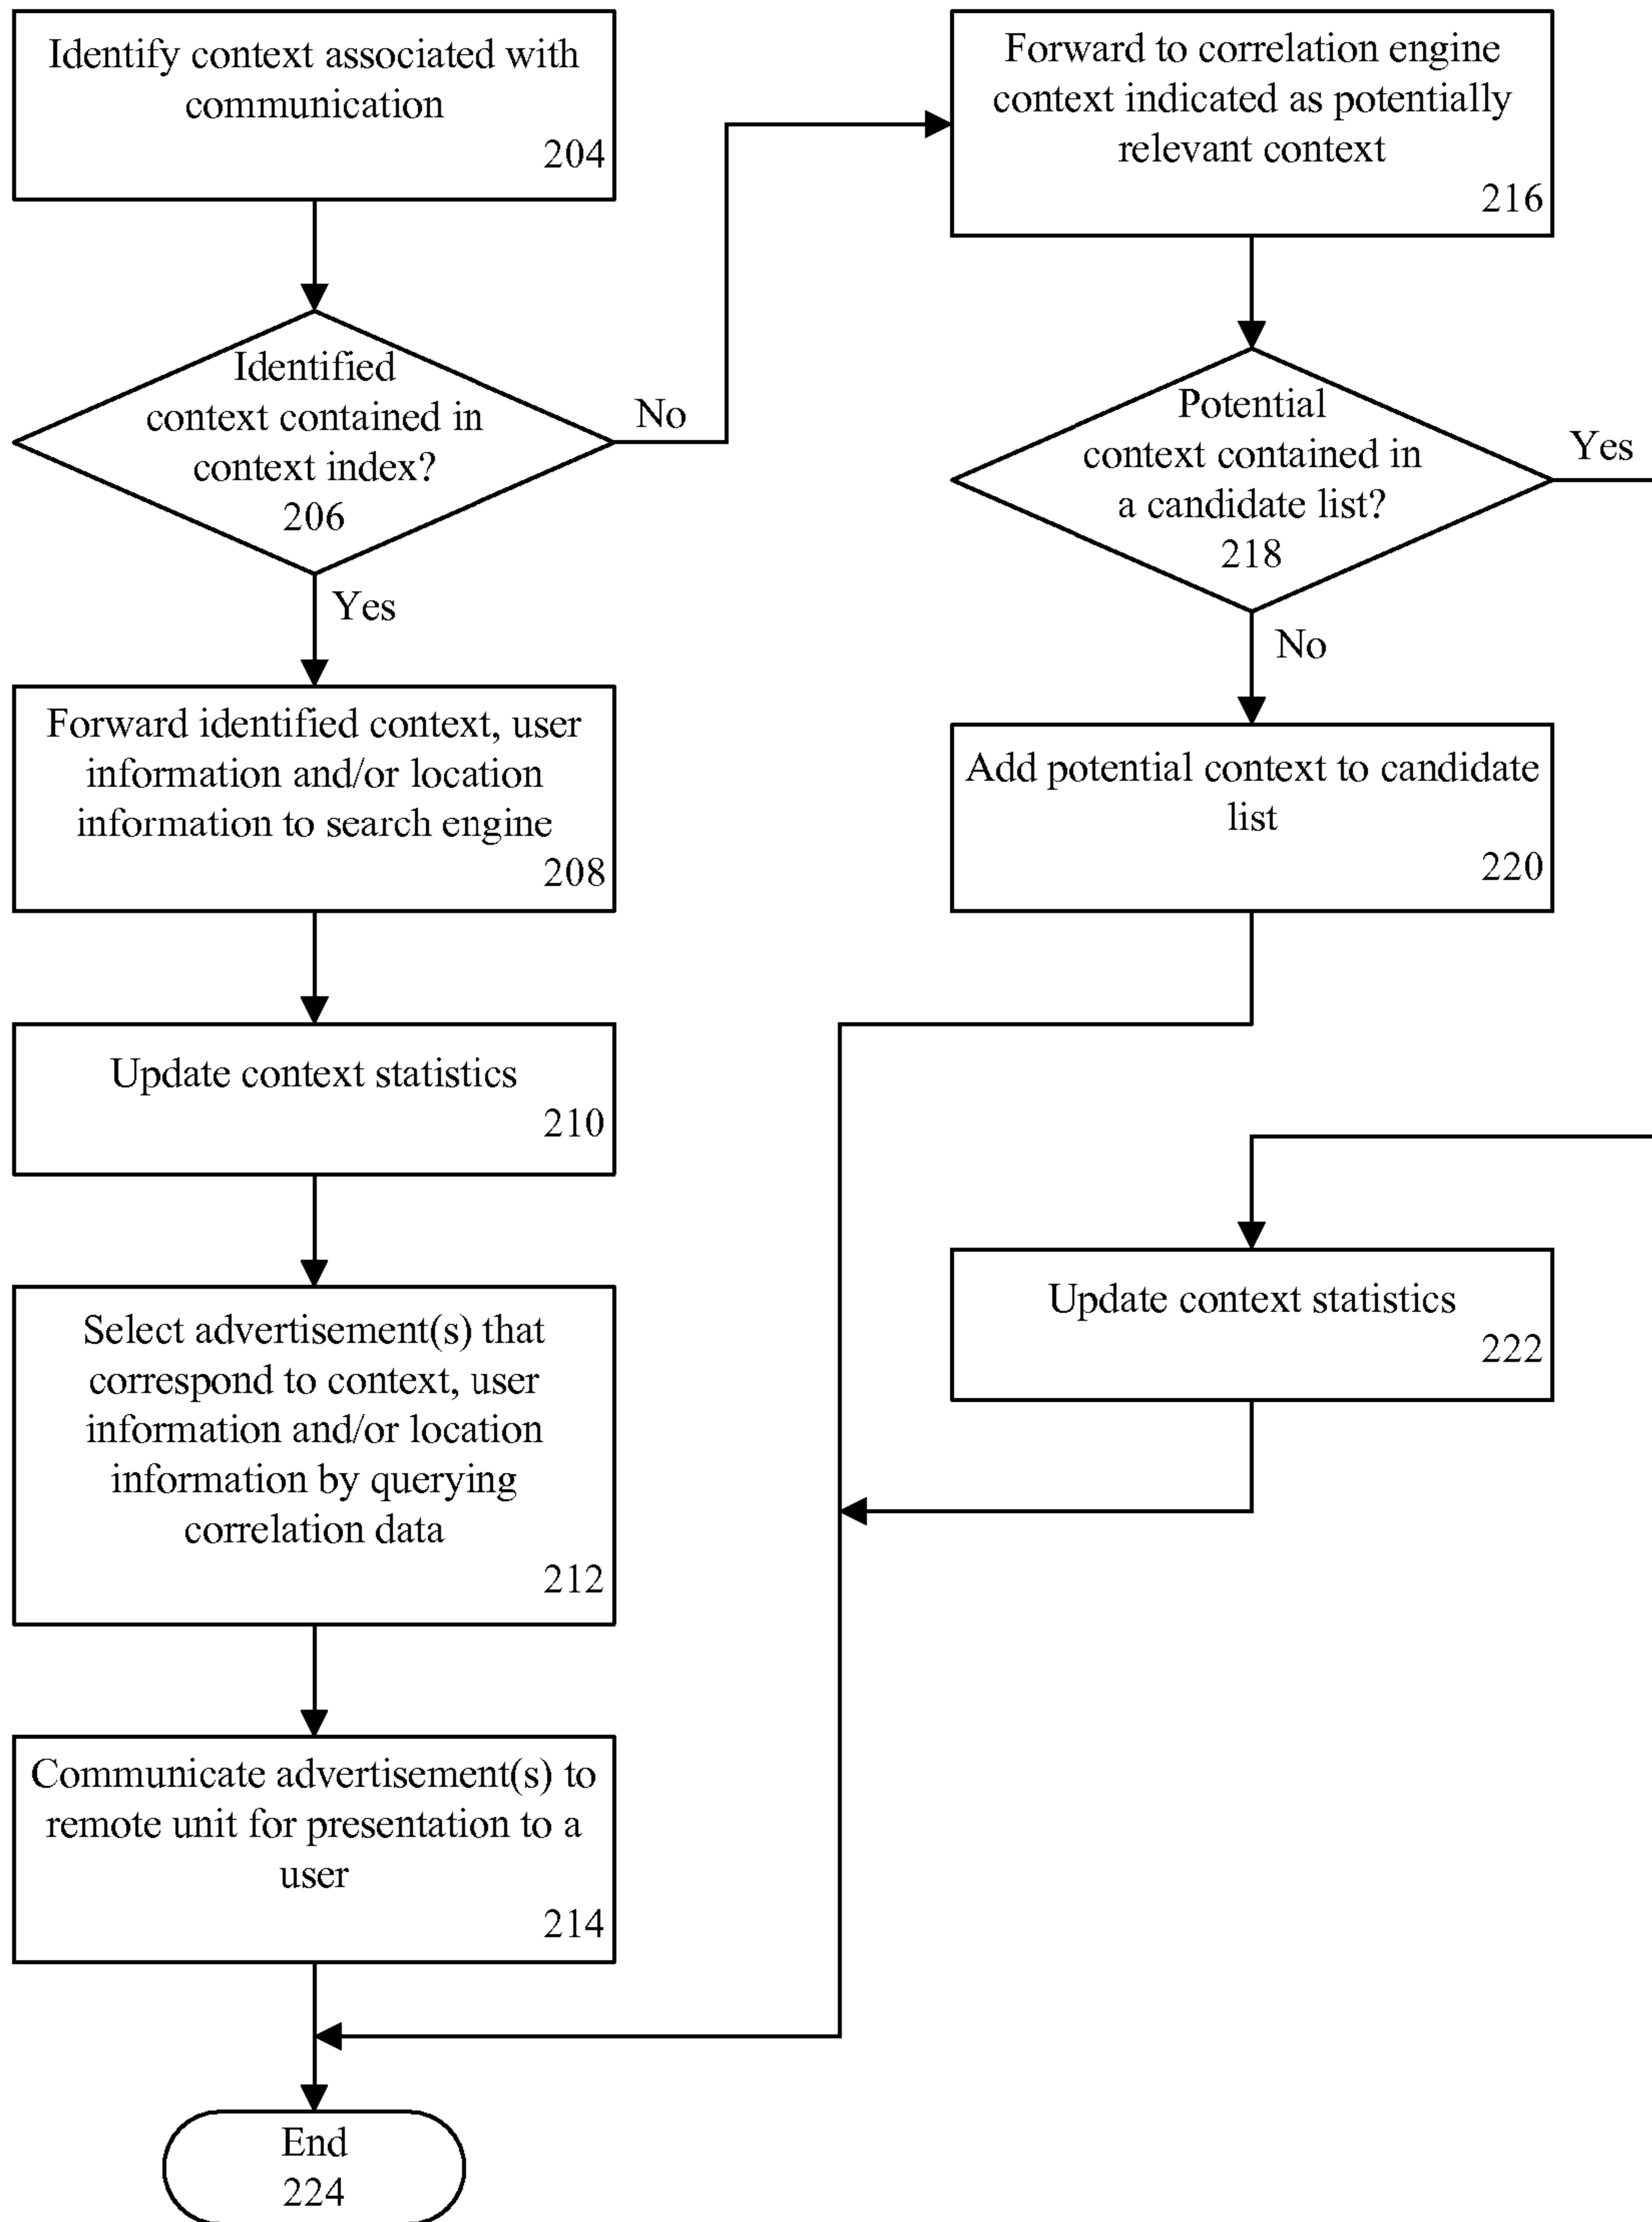 Identify context associated with
communication
204
Identified
context contained in
context index?
206
No
Yes
Forward identified context, user
information and/or location
information to search engine
208
Update context statistics
210
Select advertisement(s) that
correspond to context, user
information and/or location
information by querying
correlation data
212
Communicate advertisement(s) to
remote unit for presentation to a
user
214
Forward to correlation engine
context indicated as potentially
relevant context
216
Potential
context contained in
a candidate list?
218
Yes
No
Add potential context to candidate
list
220
Update context statistics
222
End
224